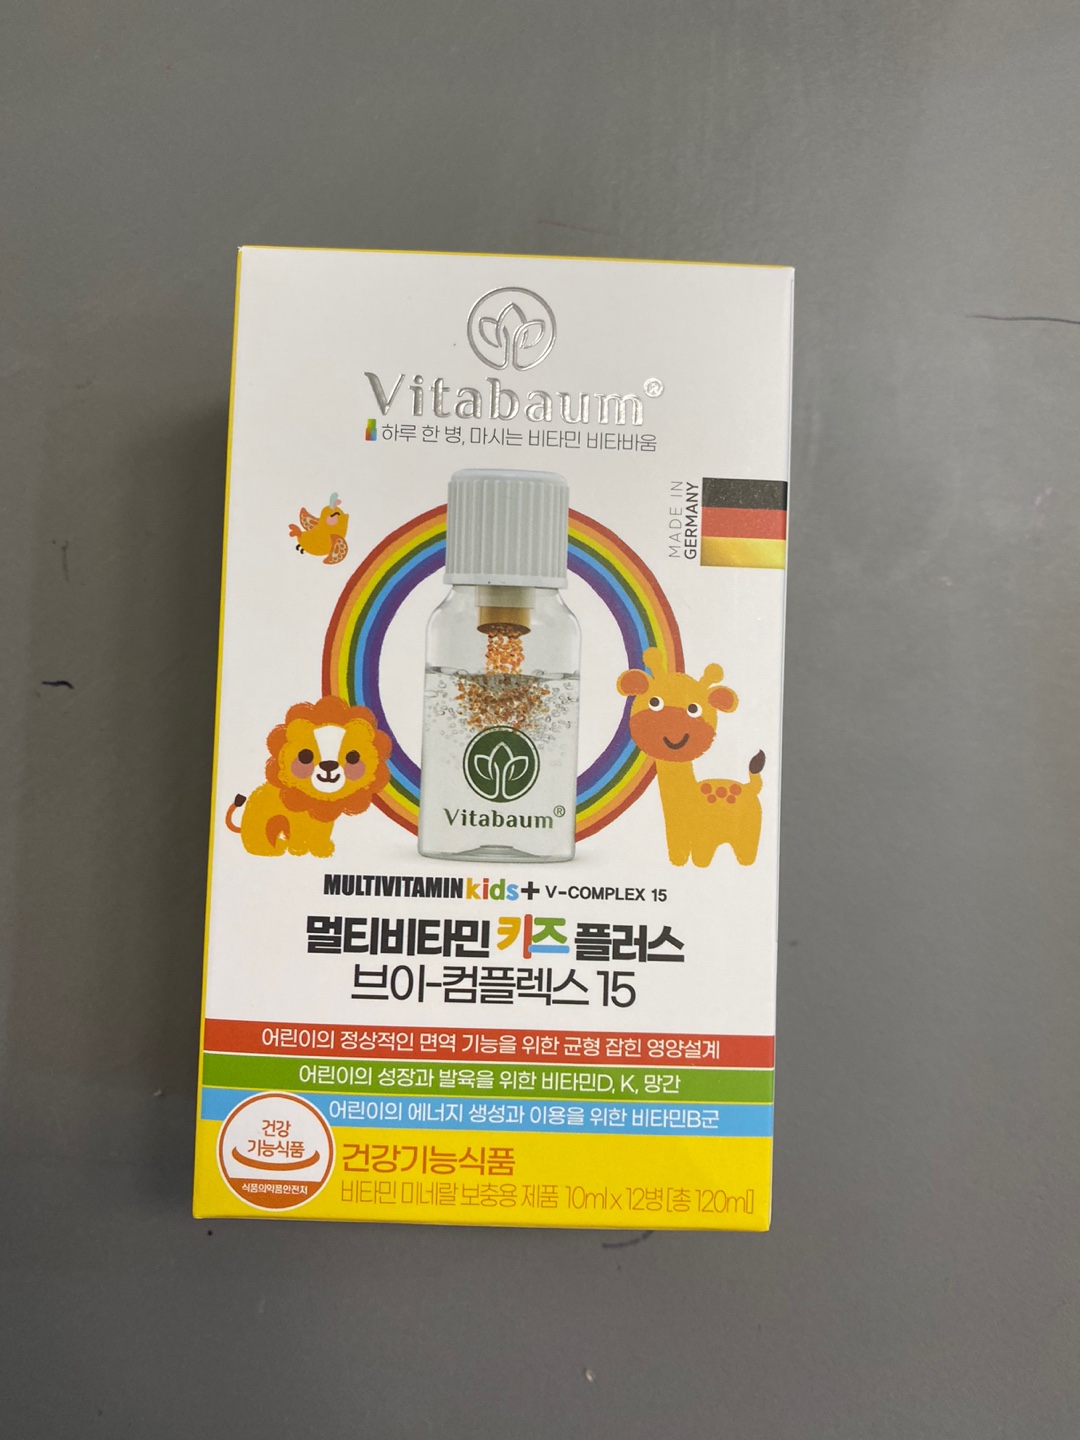 Vitabaum®
하루 한 병, 마시는 비타민 비타바움
MADE IN
GERMANY
Vitabaum®
MULTIVITAMIN kids+ V-COMPLEX 15
멀티비타민 키즈 플러스
브이-컴플렉스 15
어린이의 정상적인 면역 기능을 위한 균형 잡힌 영양설계
어린이의 성장과 발육을 위한 비타민D, K, 망간
어린이의 에너지 생성과 이용을 위한 비타민B군
건강
기능식품
식품의약품안전처
건강기능식품
비타민 미네랄 보충용 제품 10ml x 12병 [총 120ml]